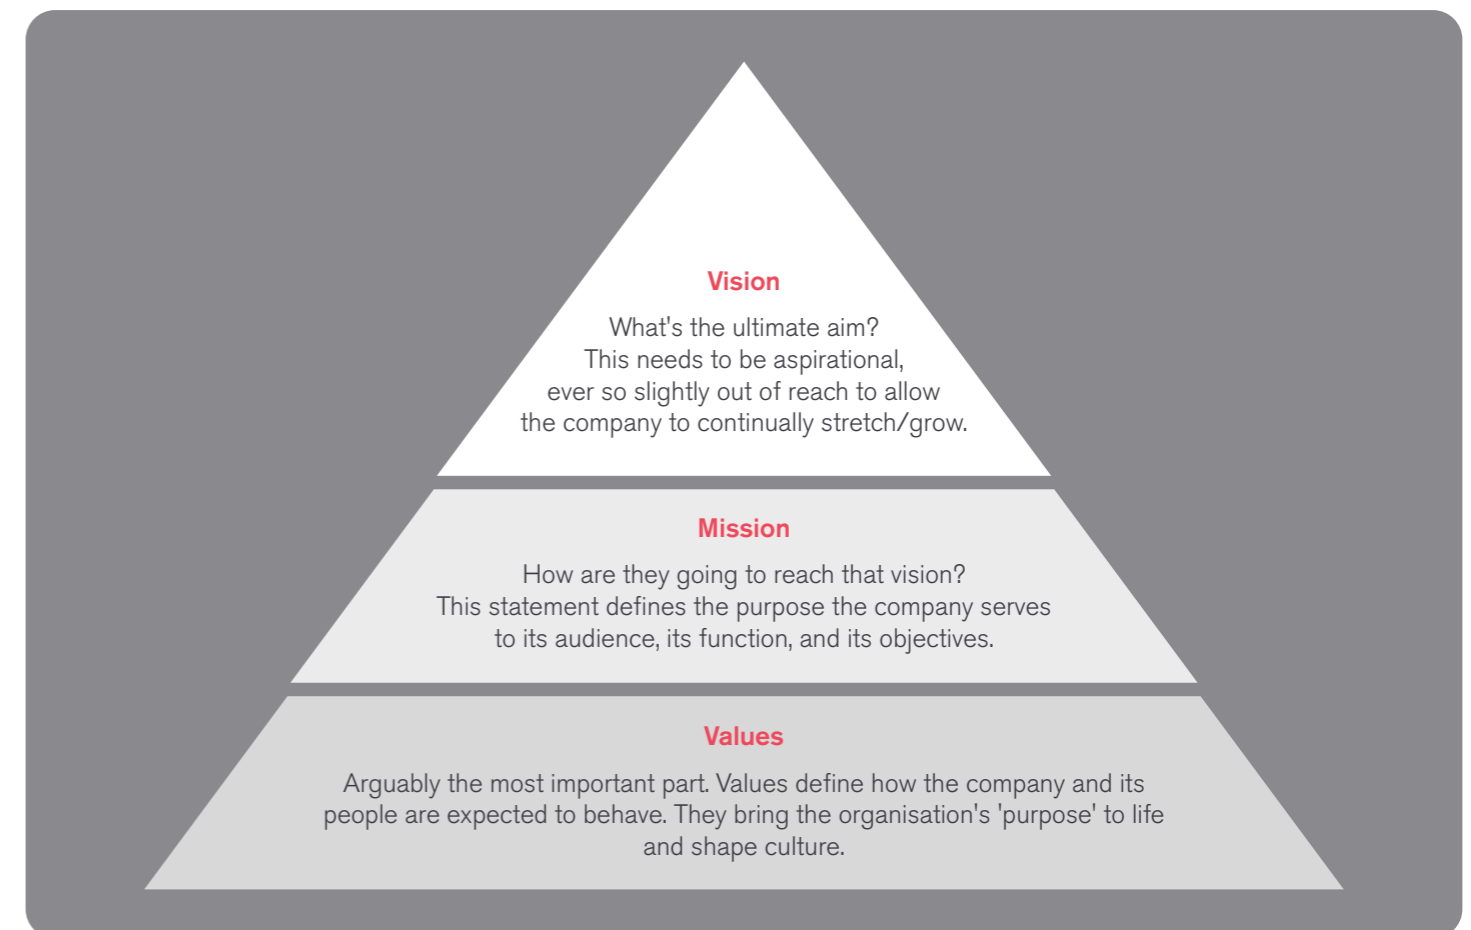 Vision
What's the ultimate aim?
This needs to be aspirational,
ever so slightly out of reach to allow
the company to continually stretch/grow.
Mission
How are they going to reach that vision?
This statement defines the purpose the company serves
to its audience, its function, and its objectives.
Values
Arguably the most important part. Values define how the company and its
people are expected to behave. They bring the organisation's 'purpose' to life
and shape culture.